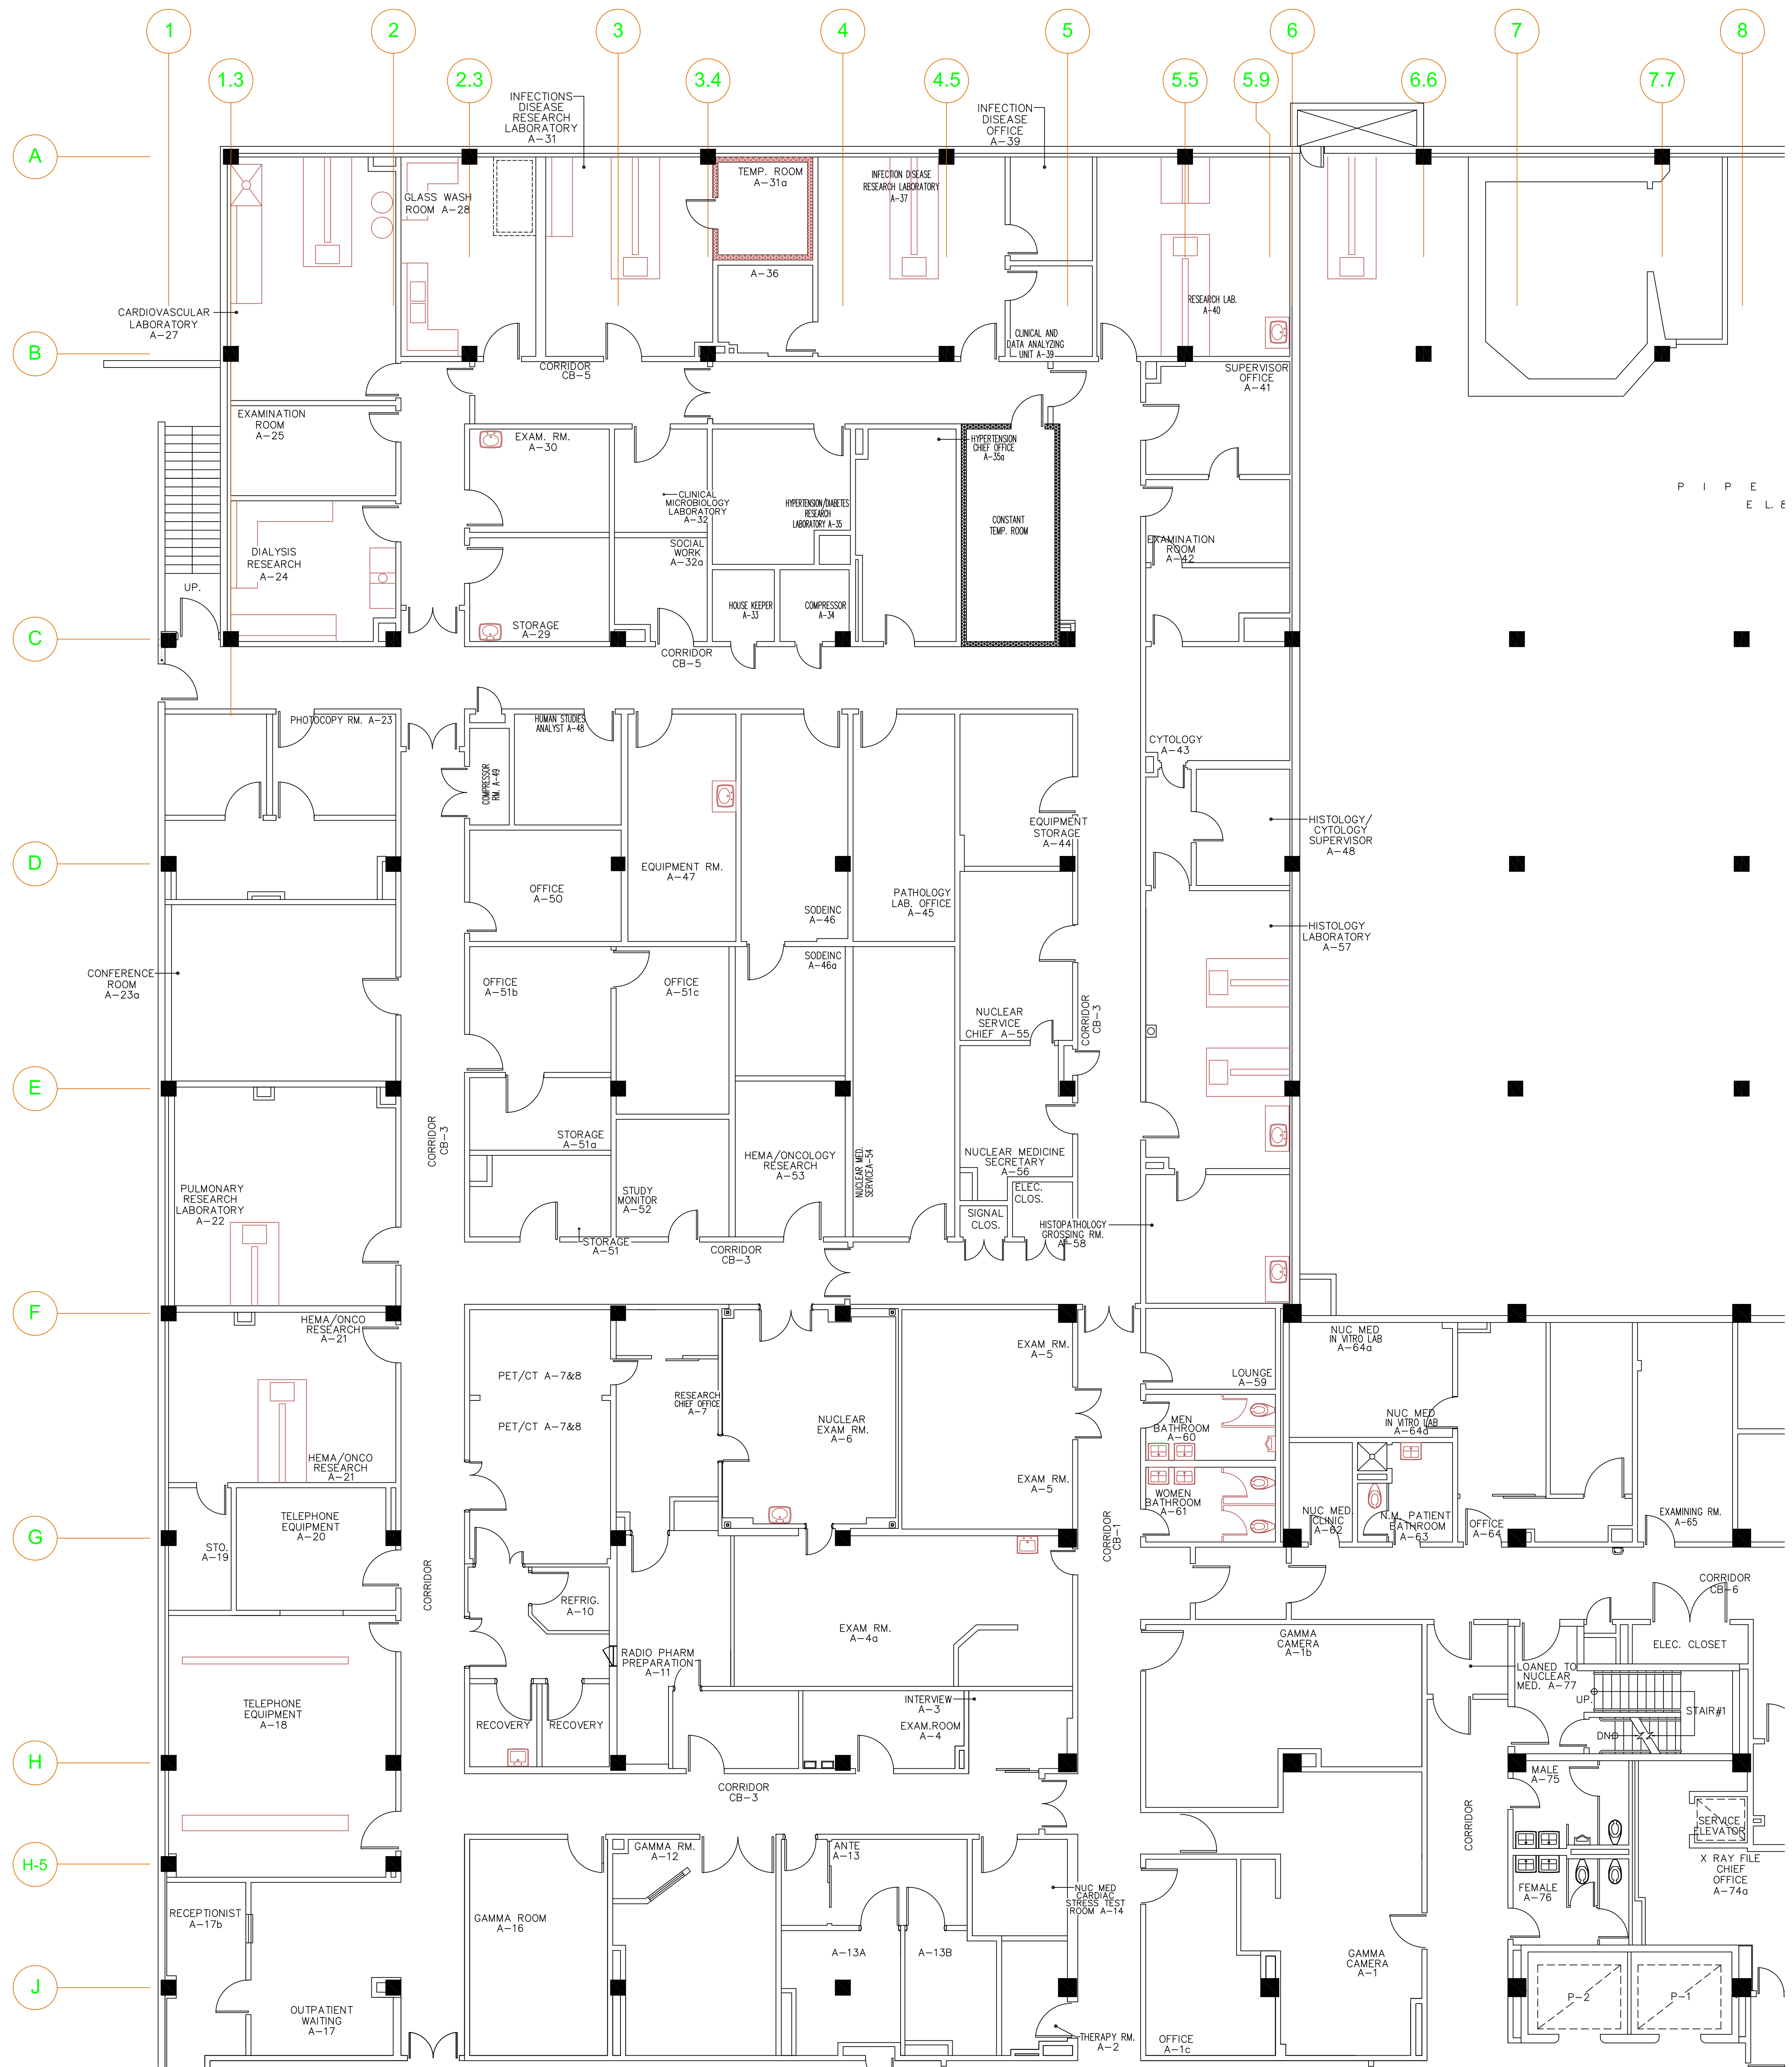 1
2
3
4
5
6
7
8
1.3
2.3
3.4
4.5
5.5
5.9
6.6
7.7
A
B
C
D
E
F
G
H
H-5
J
INFECTIONS
DISEASE
RESEARCH
LABORATORY
A-31
INFECTION
DISEASE
OFFICE
A-39
GLASS WASH
ROOM A-28
TEMP. ROOM
A-31a
INFECTION DISEASE
RESEARCH LABORATORY
A-37
A-36
CARDIOVASCULAR
LABORATORY
A-27
RESEARCH LAB.
A-40
CLINICAL AND
DATA ANALYZING
UNIT A-39
CORRIDOR
CB-5
SUPERVISOR
OFFICE
A-41
EXAMINATION
ROOM
A-25
EXAM. RM.
A-30
HYPERTENSION
CHIEF OFFICE
A-35a
P I P E
E L. 8
CLINICAL
MICROBIOLOGY
LABORATORY
A-32
HYPERTENSION/DIABETES
RESEARCH
LABORATORY A-35
CONSTANT
TEMP. ROOM
DIALYSIS
RESEARCH
A-24
SOCIAL
WORK
A-32a
EXAMINATION
ROOM
A-42
UP.
HOUSE KEEPER
A-33
COMPRESSOR
A-34
STORAGE
A-29
CORRIDOR
CB-5
PHOTOCOPY RM. A-23
HUMAN STUDIES
ANALYST A-48
CYTOLOGY
A-43
COMPRESSOR
RM. A-49
EQUIPMENT
STORAGE
A-44
HISTOLOGY/
CYTOLOGY
SUPERVISOR
A-48
EQUIPMENT RM.
A-47
OFFICE
A-50
PATHOLOGY
LAB. OFFICE
A-45
SODEINC
A-46
HISTOLOGY
LABORATORY
A-57
SODEINC
A-46a
CONFERENCE
ROOM
A-23a
OFFICE
A-51b
OFFICE
A-51c
NUCLEAR
SERVICE
CHIEF A-55
CORRIDOR
CB-3
CORRIDOR
CB-3
STORAGE
A-51a
HEMA/ONCOLOGY
RESEARCH
A-53
NUCLEAR MED.
SERVICEA-54
NUCLEAR MEDICINE
SECRETARY
A-56
PULMONARY
RESEARCH
LABORATORY
A-22
STUDY
MONITOR
A-52
ELEC.
CLOS.
SIGNAL
CLOS.
HISTOPATHOLOGY
GROSSING RM.
A-58
STORAGE
A-51
CORRIDOR
CB-3
HEMA/ONCO
RESEARCH
A-21
EXAM RM.
A-5
NUC MED
IN VITRO LAB
A-64a
PET/CT A-7&8
LOUNGE
A-59
RESEARCH
CHIEF OFFICE
A-7
PET/CT A-7&8
NUCLEAR
EXAM RM.
A-6
MEN
BATHROOM
A-60
NUC MED
IN VITRO LAB
A-64a
HEMA/ONCO
RESEARCH
A-21
EXAM RM.
A-5
WOMEN
BATHROOM
A-61
NUC MED.
CLINIC
A-62
N.M. PATIENT
BATHROOM
A-63
OFFICE
A-64
EXAMINING RM.
A-65
TELEPHONE
EQUIPMENT
A-20
STO.
A-19
CORRIDOR
CB-1
CORRIDOR
CORRIDOR
CB-6
REFRIG.
A-10
EXAM RM.
A-4a
GAMMA
CAMERA
A-1b
ELEC. CLOSET
RADIO PHARM
PREPARATION
A-11
LOANED TO
NUCLEAR
MED. A-77
TELEPHONE
EQUIPMENT
A-18
INTERVIEW
A-3
UP.
STAIR#1
RECOVERY
RECOVERY
EXAM.ROOM
A-4
DN
CORRIDOR
CB-3
MALE
A-75
SERVICE
ELEVATOR
CORRIDOR
GAMMA RM.
A-12
ANTE
A-13
X RAY FILE
CHIEF
OFFICE
A-74a
NUC MED
CARDIAC
STRESS TEST
ROOM A-14
FEMALE
A-76
RECEPTIONIST
A-17b
GAMMA ROOM
A-16
A-13A
A-13B
GAMMA
CAMERA
A-1
P-2
P-1
OUTPATIENT
WAITING
A-17
THERAPY RM.
A-2
OFFICE
A-1c